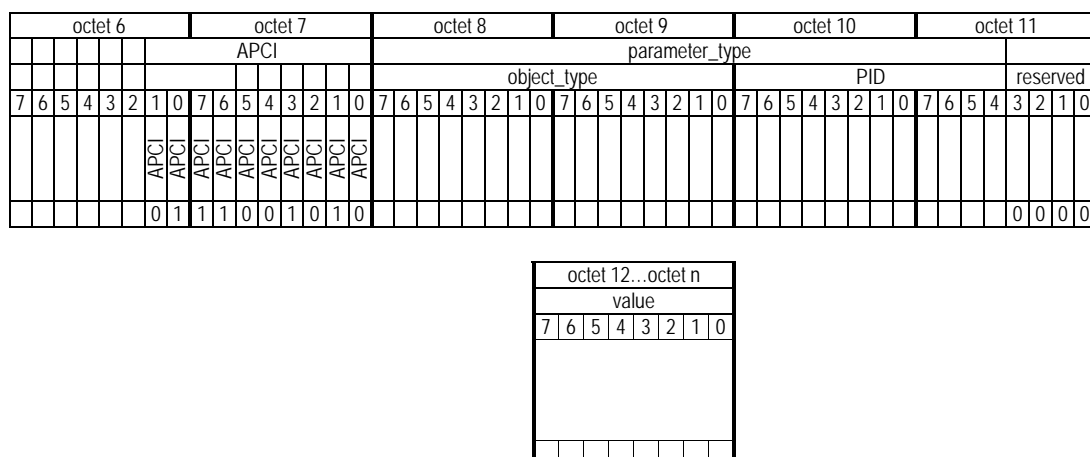 octet 6 octet 7 octet 8 octet 9 octet 10 octet 11
APCI parameter_type
object_type PID reserved
7 6 5 4 3 2 1 0 7 6 5 4 3 2 1 0 7 6 5 4 3 2 1 0 7 6 5 4 3 2 1 0 7 6 5 4 3 2 1 0 7 6 5 4 3 2 1 0
APCI APCI APCI APCI APCI APCI APCI APCI APCI APCI
0 1 1 1 0 0 1 0 1 0 0 0 0 0
octet 12…octet n
value
7 6 5 4 3 2 1 0